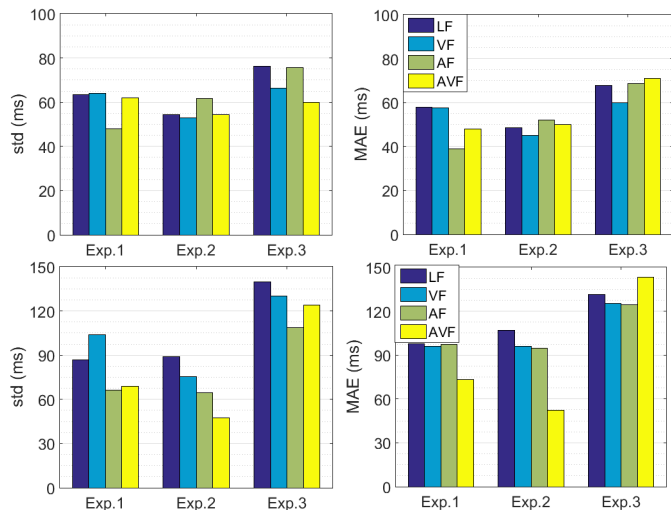 100
80
60
40
20
0
std (ms)
Exp.1
Exp.2
Exp.3
100
80
60
40
20
0
MAE (ms)
LF
VF
AF
AVF
Exp.1
Exp.2
Exp.3
150
120
90
60
30
0
std (ms)
Exp.1
Exp.2
Exp.3
150
120
90
60
30
0
MAE (ms)
LF
VF
AF
AVF
Exp.1
Exp.2
Exp.3